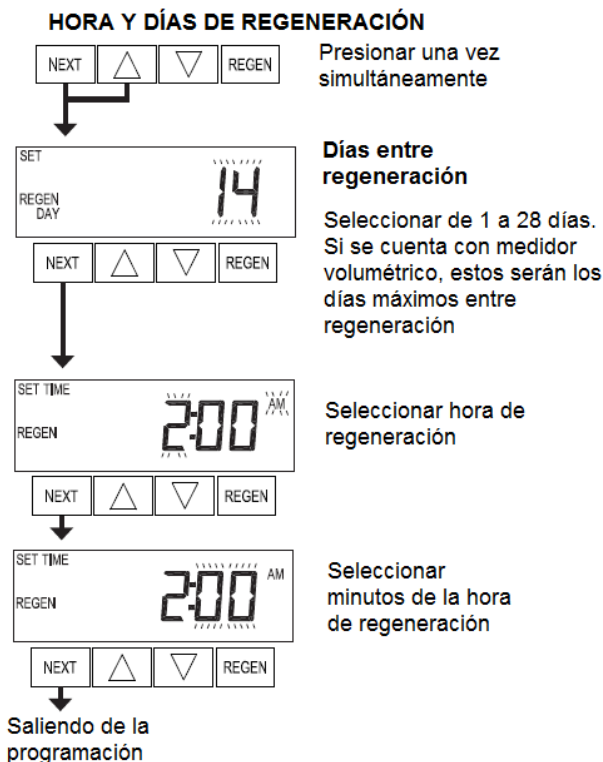 HORA Y DÍAS DE REGENERACIÓN
NEXT REGEN
Presionar una vez
simultáneamente
SET
REGEN
DAY
14
Días entre
regeneración
Seleccionar de 1 a 28 días.
Si se cuenta con medidor
volumétrico, estos serán los
días máximos entre
regeneración
NEXT REGEN
SET TIME
REGEN
2:00 AM
Seleccionar hora de
regeneración
NEXT REGEN
SET TIME
REGEN
2:00 AM
Seleccionar
minutos de la hora
de regeneración
NEXT REGEN
Saliendo de la
programación